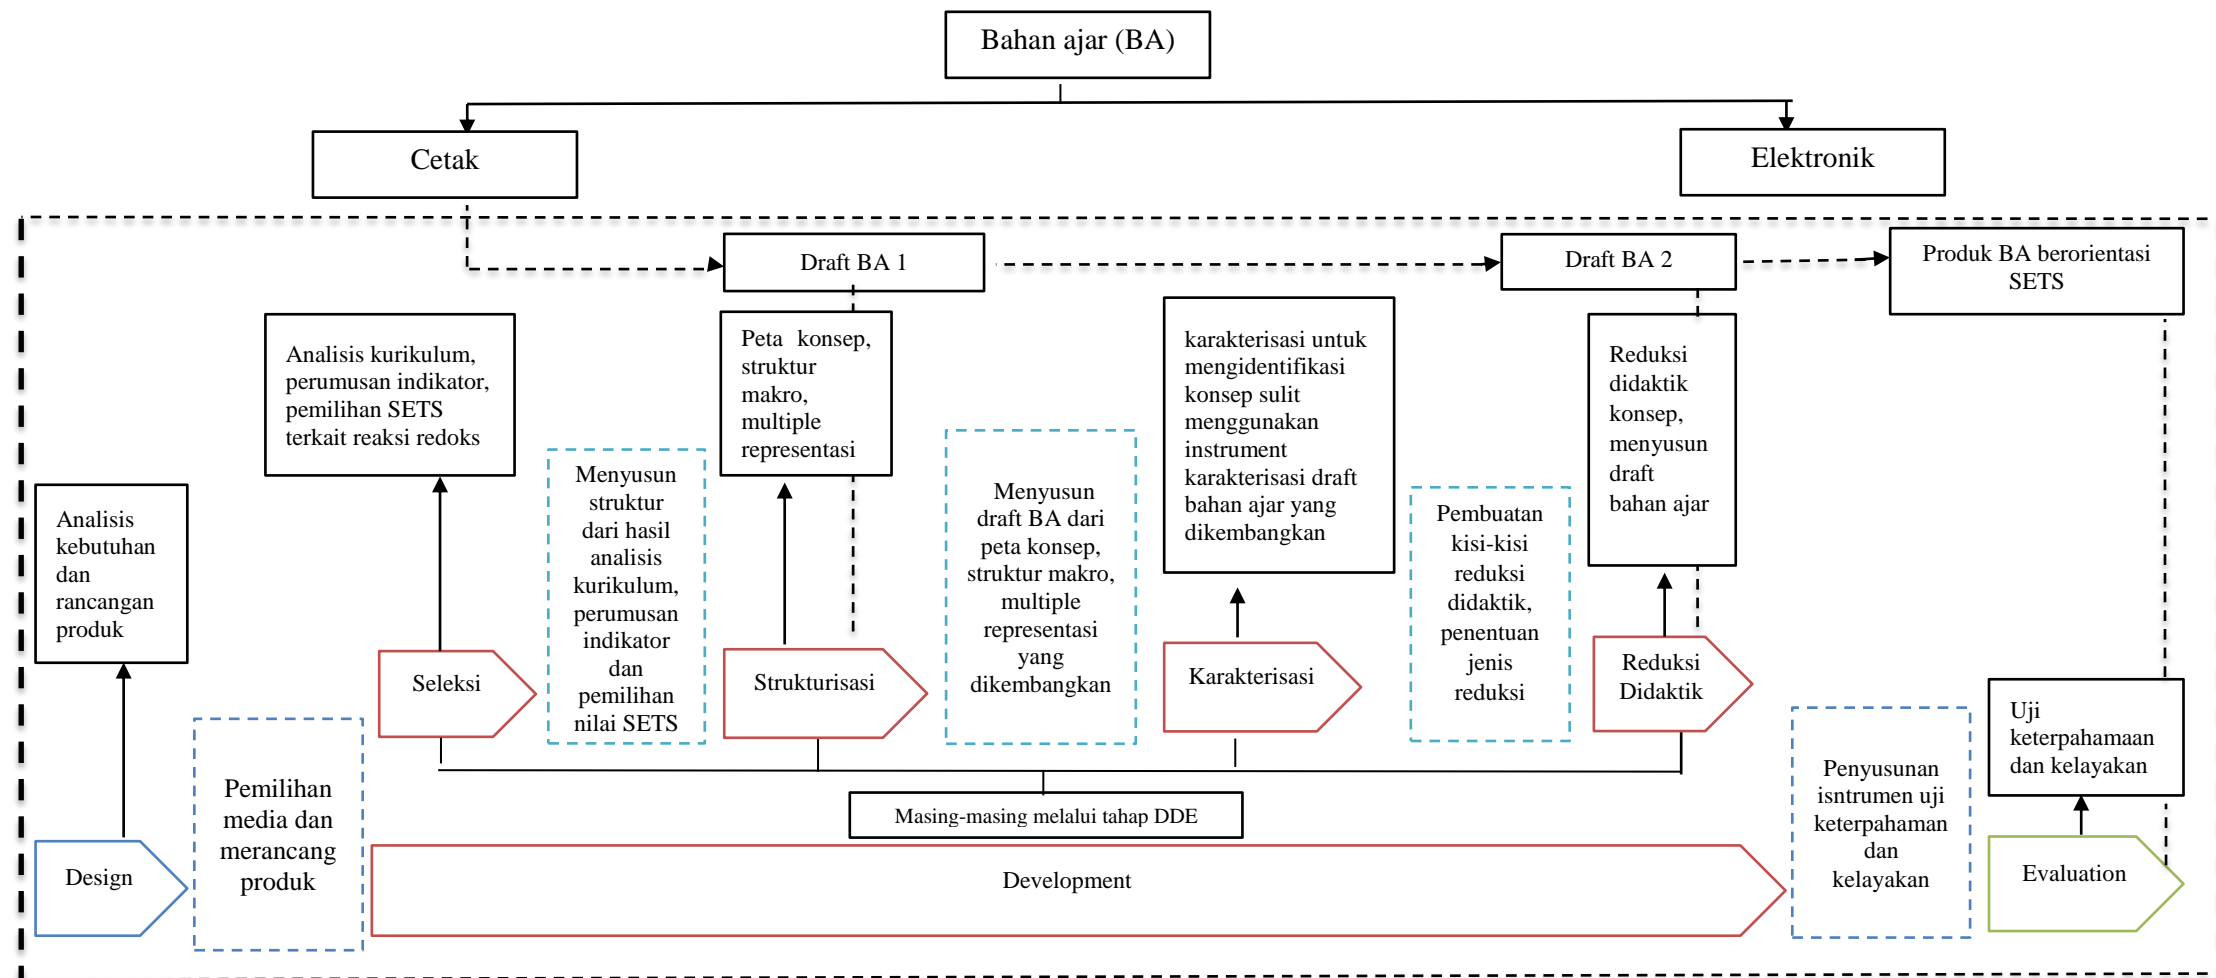 Bahan ajar (BA)
Cetak
Elektronik
Draft BA 1
Draft BA 2
Produk BA berorientasi
SETS
Analisis
kebutuhan
dan
rancangan
produk
Analisis kurikulum,
perumusan indikator,
pemilihan SETS
terkait reaksi redoks
Menyusun
struktur
dari hasil
analisis
kurikulum,
perumusan
indikator
dan
pemilihan
nilai SETS
Peta konsep,
struktur
makro,
multiple
representasi
Menyusun
draft BA dari
peta konsep,
struktur makro,
multiple
representasi
yang
dikembangkan
karakterisasi untuk
mengidentifikasi
konsep sulit
menggunakan
instrument
karakterisasi draft
bahan ajar yang
dikembangkan
Pembuatan
kisi-kisi
reduksi
didaktik,
penentuan
jenis
reduksi
Reduksi
didaktik
konsep,
menyusun
draft
bahan ajar
Seleksi
Strukturisasi
Karakterisasi
Reduksi
Didaktik
Uji
keterpahamaan
dan kelayakan
Masing-masing melalui tahap DDE
Design
Pemilihan
media dan
merancang
produk
Development
Penyusunan
isntrumen uji
keterpahaman
dan
kelayakan
Evaluation